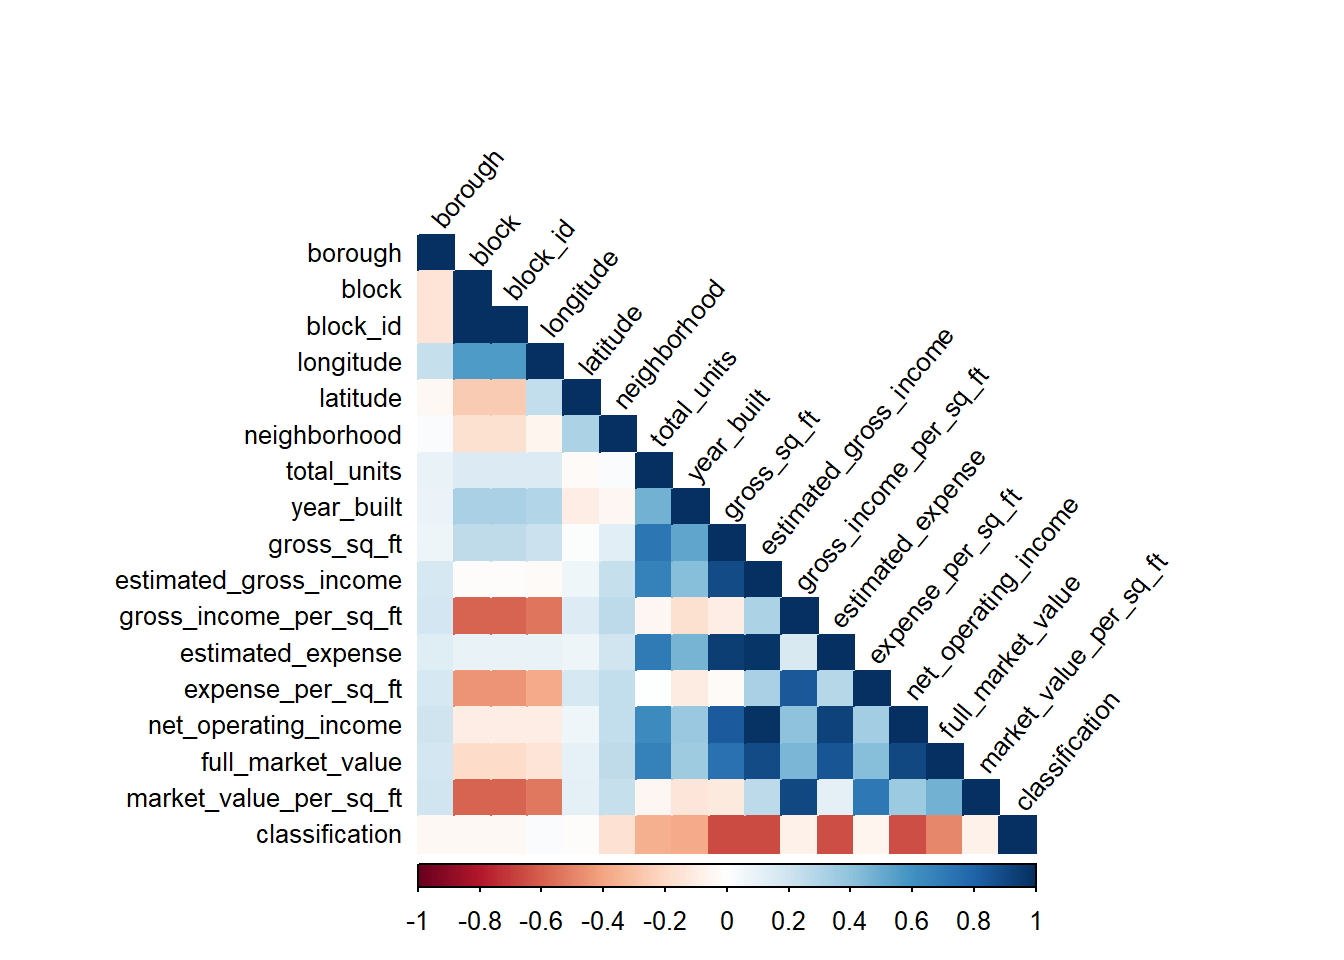 borough
block
block_id
longitude
latitude
neighborhood
total_units
year_built
gross_sq_ft
estimated_gross_income
gross_income_per_sq_ft
estimated_expense
expense_per_sq_ft
net_operating_income
full_market_value
market_value_per_sq_ft
classification
borough
block
block_id
longitude
latitude
neighborhood
total_units
year_built
gross_sq_ft
estimated_gross_income
gross_income_per_sq_ft
estimated_expense
expense_per_sq_ft
net_operating_income
full_market_value
market_value_per_sq_ft
classification
-1 -0.8 -0.6 -0.4 -0.2 0 0.2 0.4 0.6 0.8 1